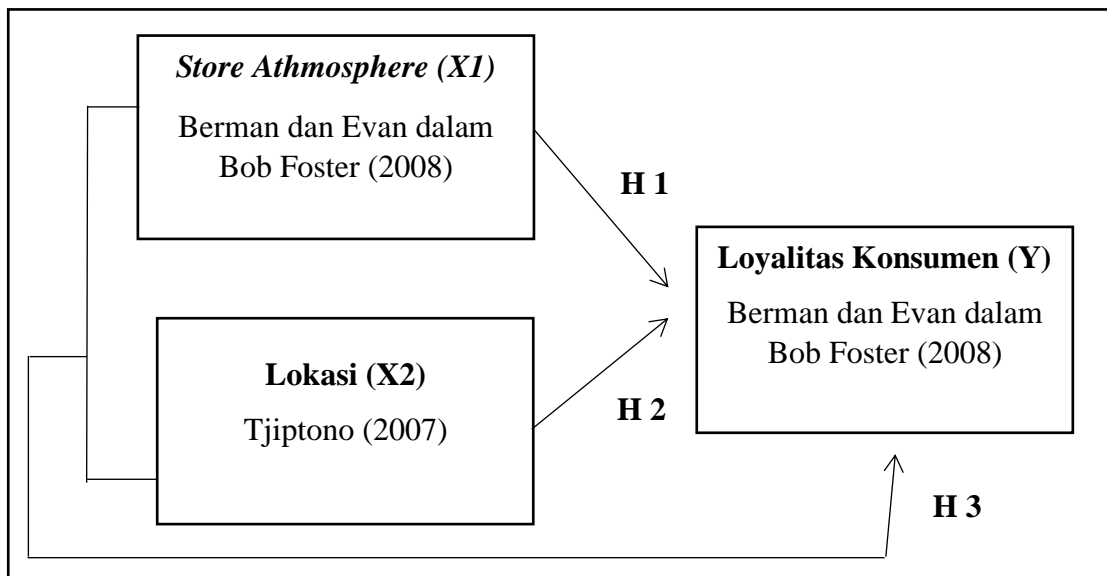 Store Athmosphere (X1)
Berman dan Evan dalam
Bob Foster (2008)
H 1
Loyalitas Konsumen (Y)
Berman dan Evan dalam
Bob Foster (2008)
Lokasi (X2)
Tjiptono (2007)
H 2
H 3